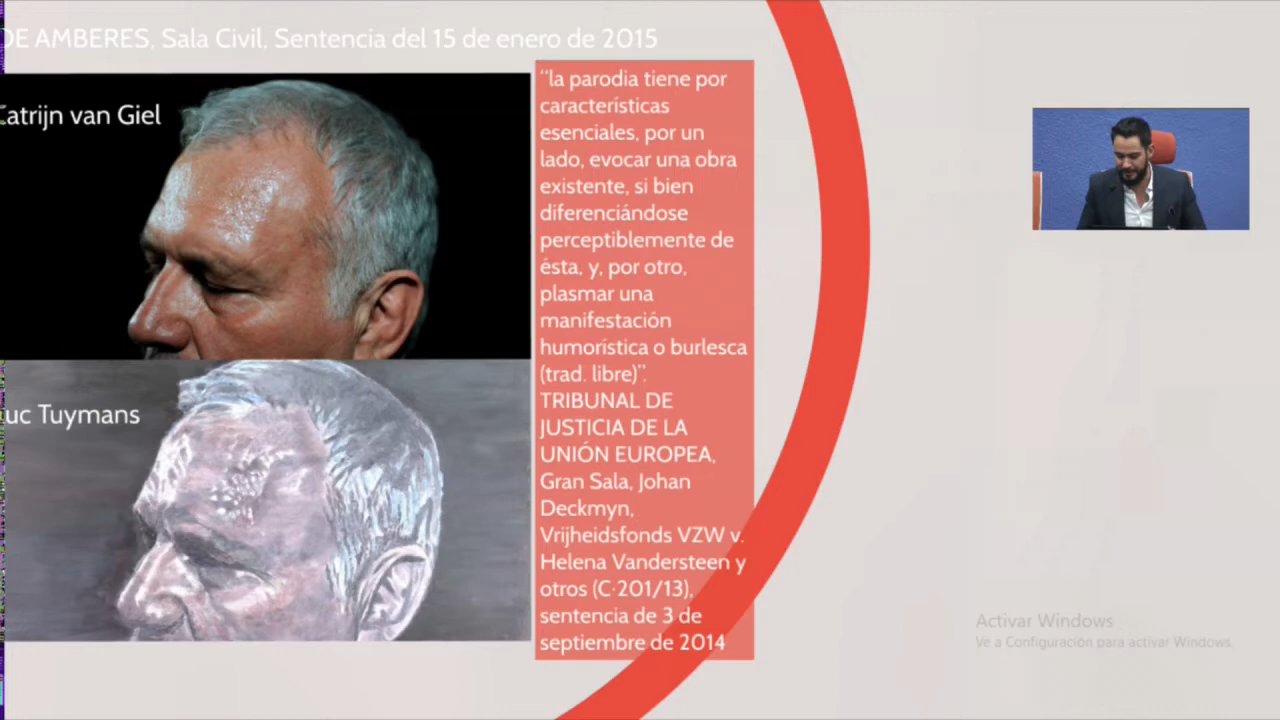 DE AMBERES, Sala Civil, Sentencia del 15 de enero de 2015
Catrijn van Giel
uc Tuymans
“la parodia tiene por
características
esenciales, por un
lado, evocar una obra
existente, si bien
diferenciándose
perceptiblemente de
ésta, y, por otro,
plasmar una
manifestación
humorística o burlesca
(trad. libre)”.
TRIBUNAL DE
JUSTICIA DE LA
UNIÓN EUROPEA,
Gran Sala, Johan
Deckmyn,
Vrijheidsfonds VZW v.
Helena Vandersteen y
otros (C-201/13),
sentencia de 3 de
septiembre de 2014
Activar Windows
Ve a Configuración para activar Windows.